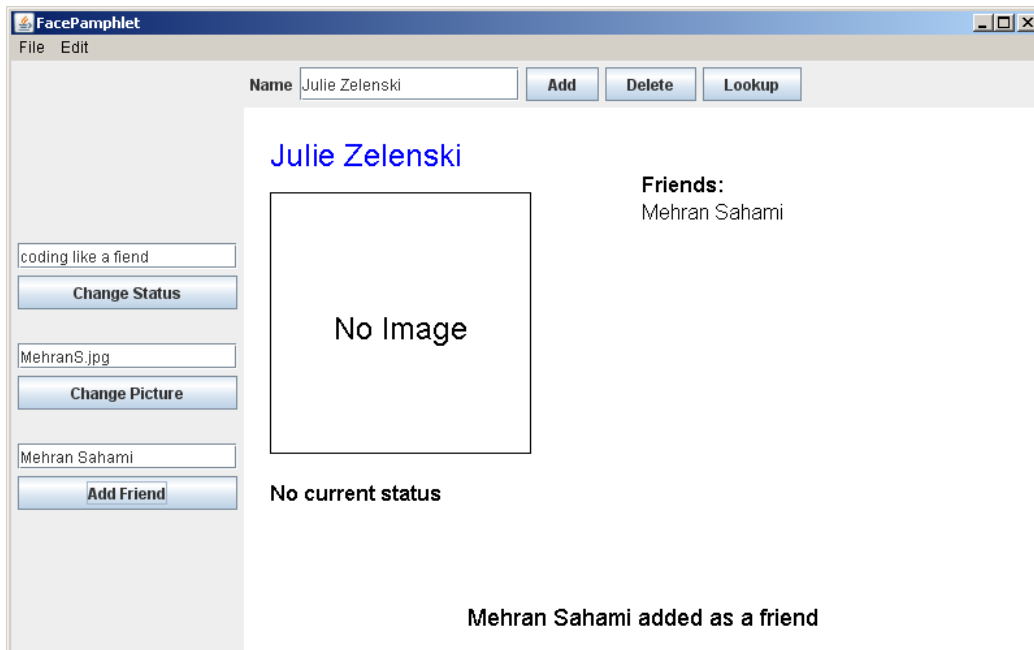 FacePamphlet
File Edit
Name Julie Zelenski Add Delete Lookup
Julie Zelenski
Friends:
Mehran Sahami
coding like a fiend
Change Status
No Image
MehranS.jpg
Change Picture
Mehran Sahami
Add Friend
No current status
Mehran Sahami added as a friend